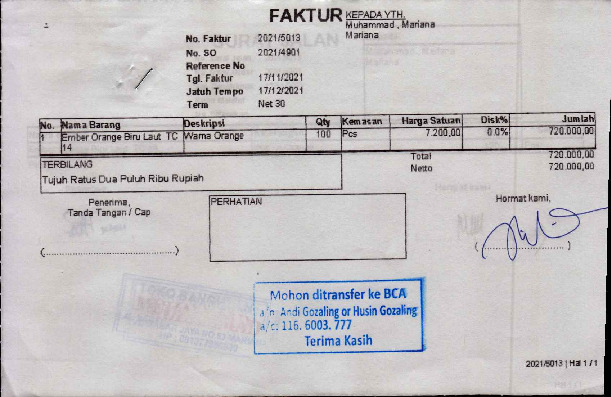 FAKTUR
KEPADA YTH.
Muhammad , Mariana
Mariana
No. Faktur 2021/5013
No. SO 2021/4901
Reference No
Tgl. Faktur 17/11/2021
Jatuh Tempo 17/12/2021
Term Net 30
No. Nama Barang Deskripsi Qty Kemasan Harga Satuan Disk% Jumlah
1 Ember Orange Biru Laut TC Warna Orange 100 Pcs 7.200,00 0.0% 720.000,00
14
Total 720.000,00
TERBILANG Netto 720.000,00
Tujuh Ratus Dua Puluh Ribu Rupiah
Penerima,
Tanda Tangan / Cap
PERHATIAN
Hormat kami,
Mohon ditransfer ke BCA
a/n. Andi Gozaling or Husin Gozaling
a/c: 116. 6003. 777
Terima Kasih
2021/5013 | Hal 1 / 1